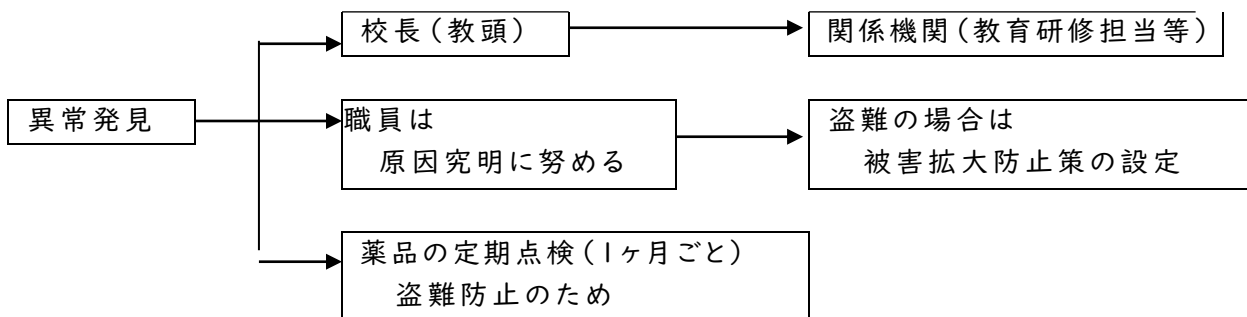 校長(教頭)
関係機関(教育研修担当等)
異常発見
職員は
原因究明に努める
盗難の場合は
被害拡大防止策の設定
薬品の定期点検(1ヶ月ごと)
盗難防止のため